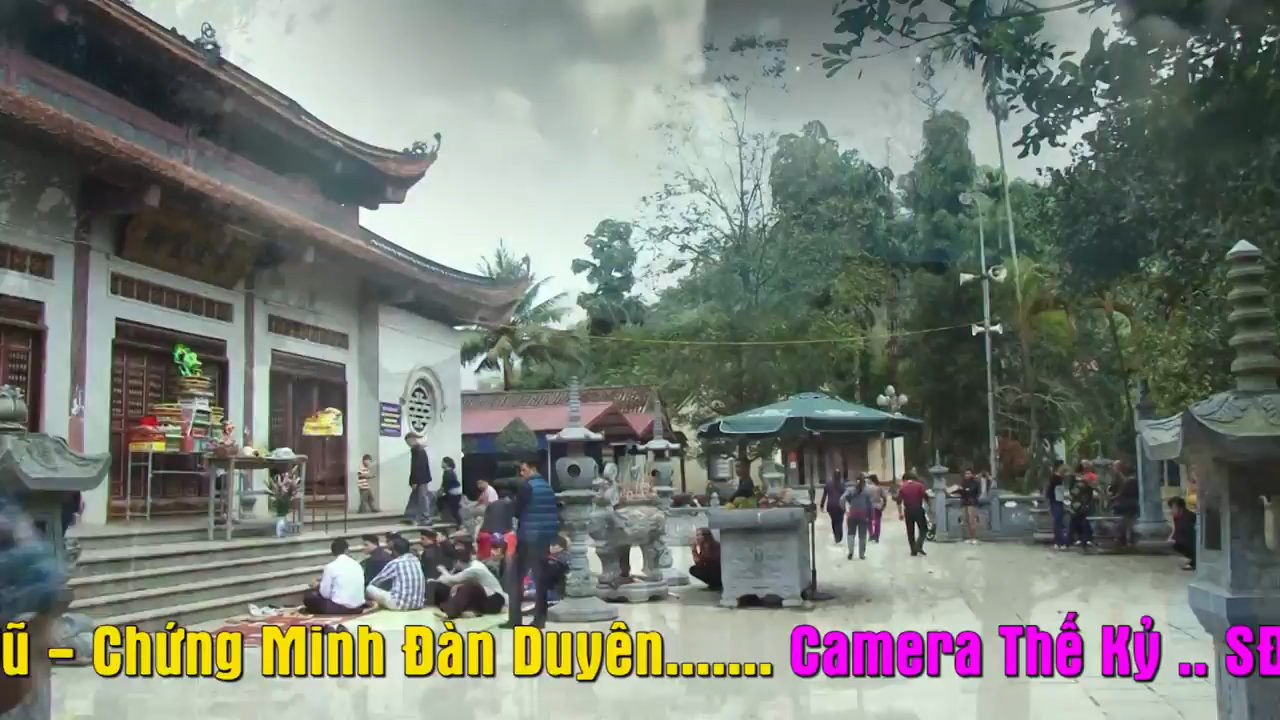 ũ - Chứng Minh Đàn Duyên....... Camera Thế Kỷ .. SĐ